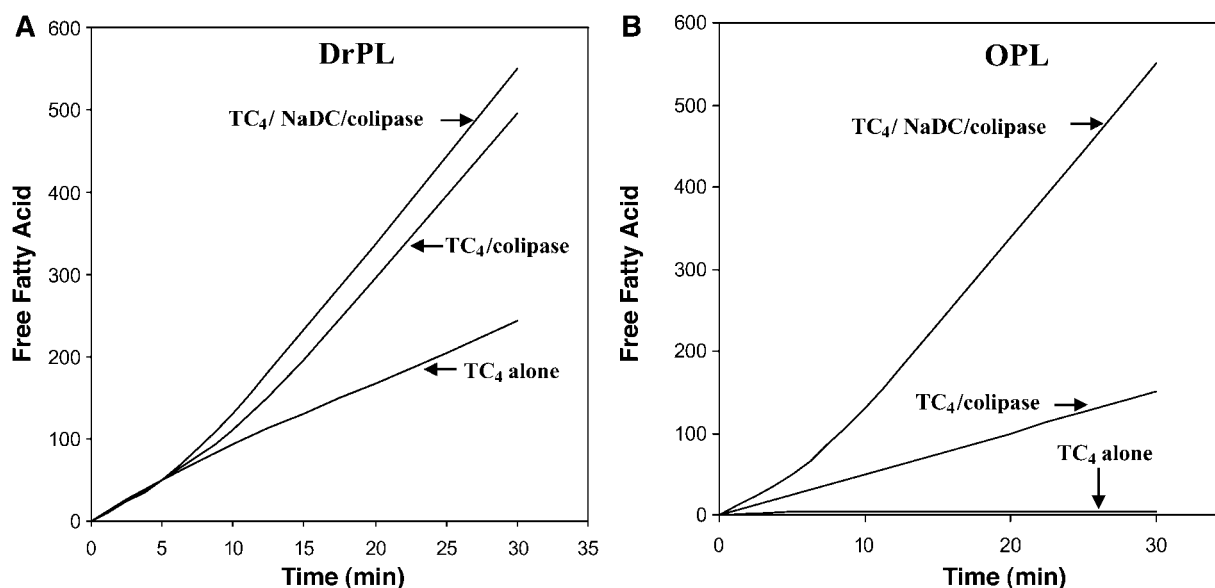 A
DrPL
Free Fatty Acid
600
500
400
300
200
100
0
TC₄/ NaDC/colipase
TC₄/colipase
TC₄ alone
0 5 10 15 20 25 30 35
Time (min)
B
OPL
Free Fatty Acid
600
500
400
300
200
100
0
TC₄/ NaDC/colipase
TC₄/colipase
TC₄ alone
0 10 20 30
Time (min)